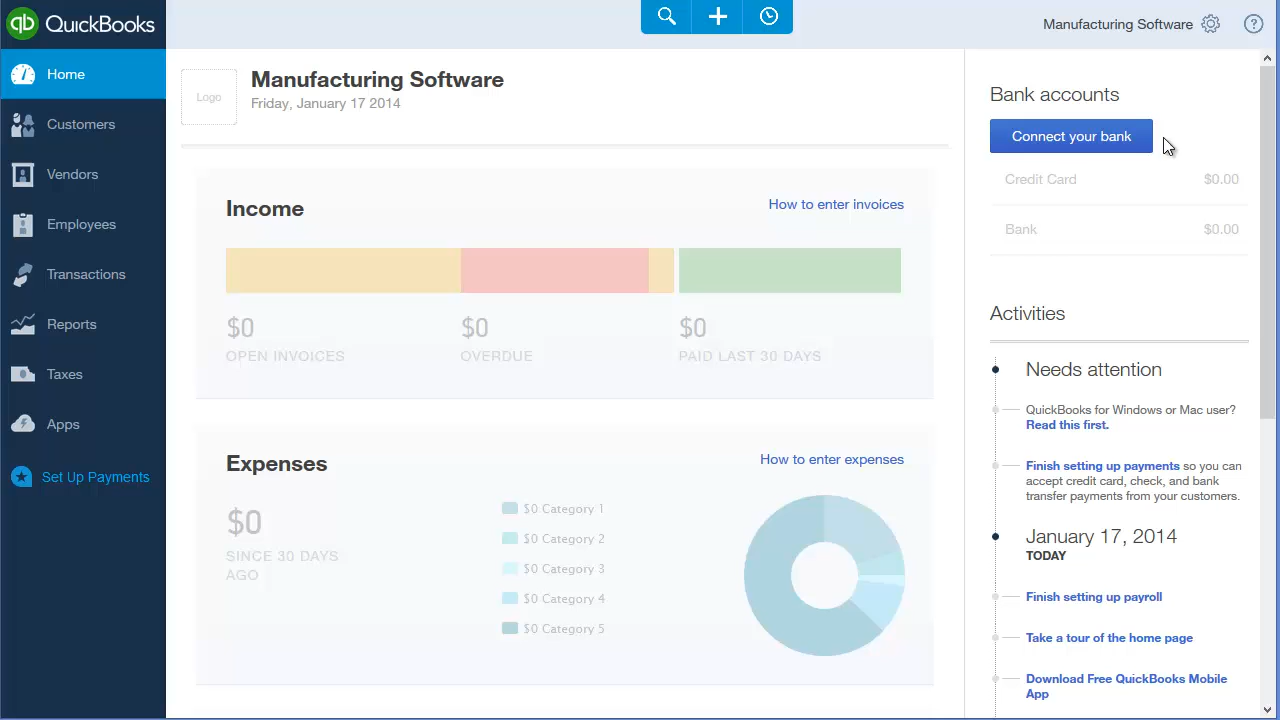 qb QuickBooks
Manufacturing Software
?
Home
Customers
Vendors
Employees
Transactions
Reports
Taxes
Apps
Set Up Payments
Logo
Manufacturing Software
Friday, January 17 2014
Income
How to enter invoices
$0
OPEN INVOICES
$0
OVERDUE
$0
PAID LAST 30 DAYS
Expenses
How to enter expenses
$0
SINCE 30 DAYS
AGO
$0 Category 1
$0 Category 2
$0 Category 3
$0 Category 4
$0 Category 5
Bank accounts
Connect your bank
Credit Card $0.00
Bank $0.00
Activities
Needs attention
QuickBooks for Windows or Mac user?
Read this first.
Finish setting up payments so you can
accept credit card, check, and bank
transfer payments from your customers.
January 17, 2014
TODAY
Finish setting up payroll
Take a tour of the home page
Download Free QuickBooks Mobile
App